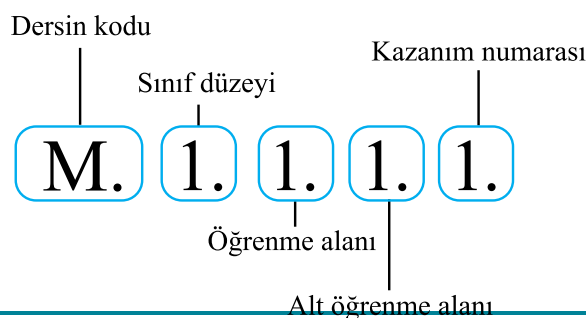 Dersin kodu
Kazanım numarası
Sınıf düzeyi
M. 1. 1. 1. 1.
Öğrenme alanı
Alt öğrenme alanı